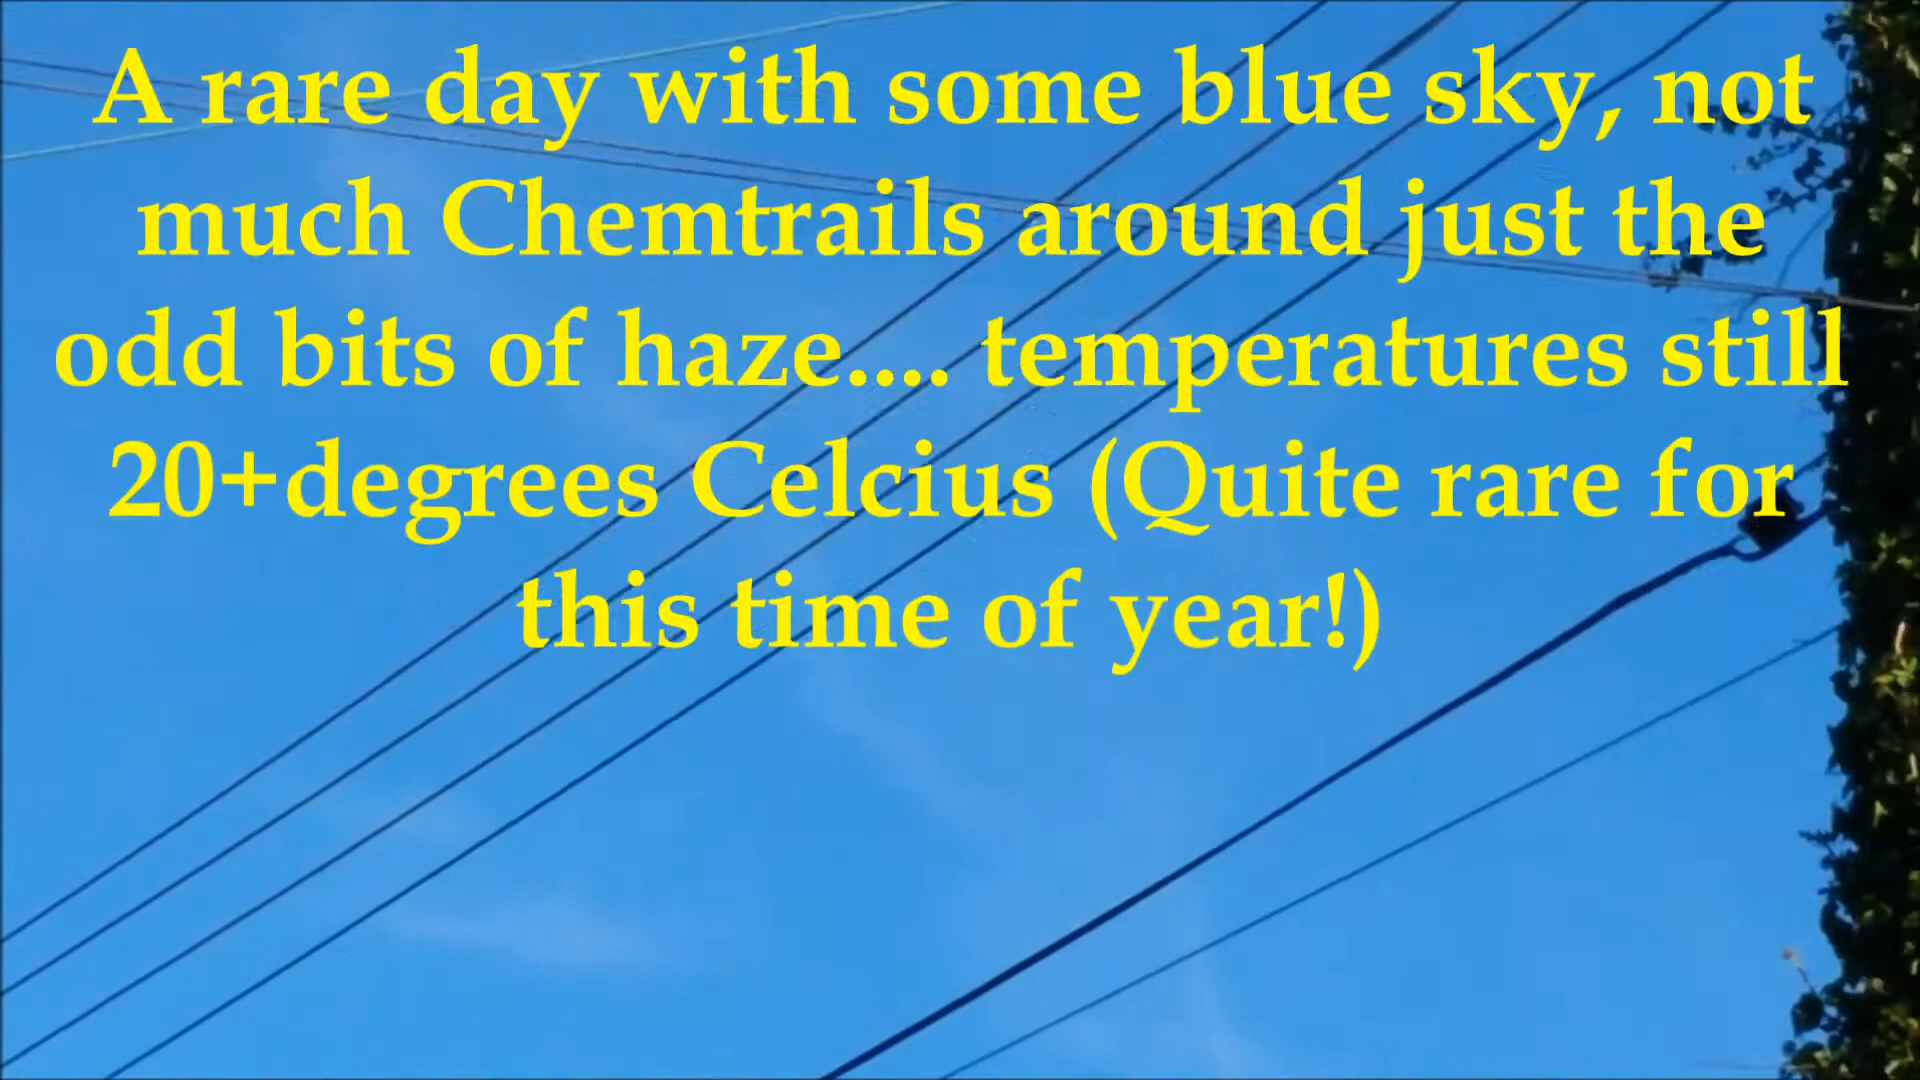 A rare day with some blue sky, not
much Chemtrails around just the
odd bits of haze.... temperatures still
20+degrees Celcius (Quite rare for
this time of year!)